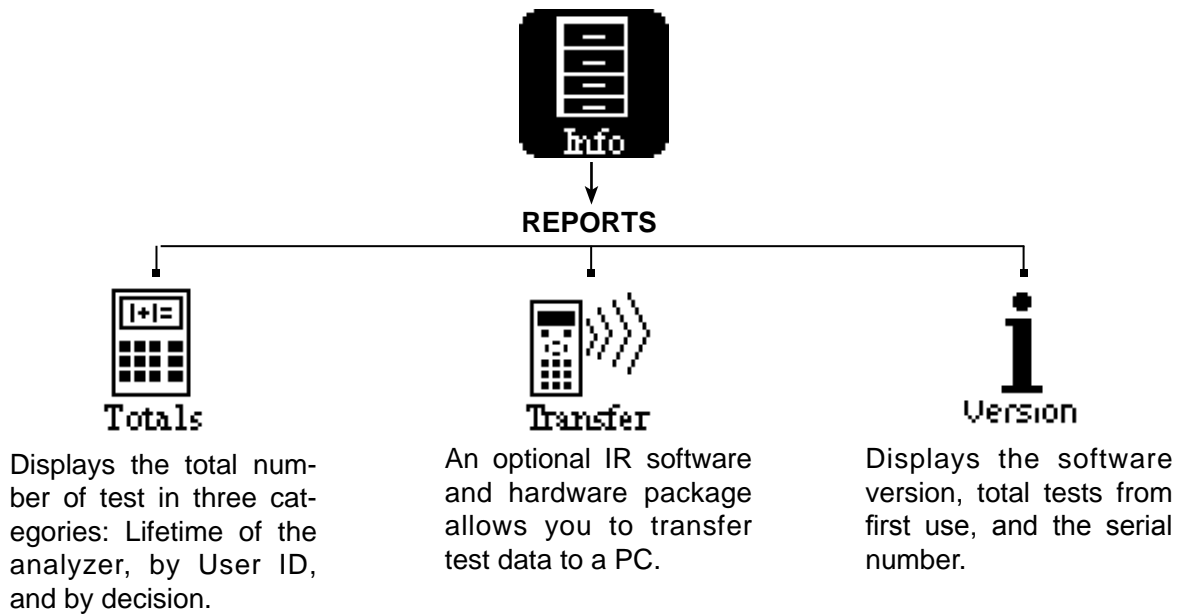 Info
REPORTS
1+1=
Totals
Displays the total num-
ber of test in three cat-
egories: Lifetime of the
analyzer, by User ID,
and by decision.
Transfer
An optional IR software
and hardware package
allows you to transfer
test data to a PC.
i
Version
Displays the software
version, total tests from
first use, and the serial
number.